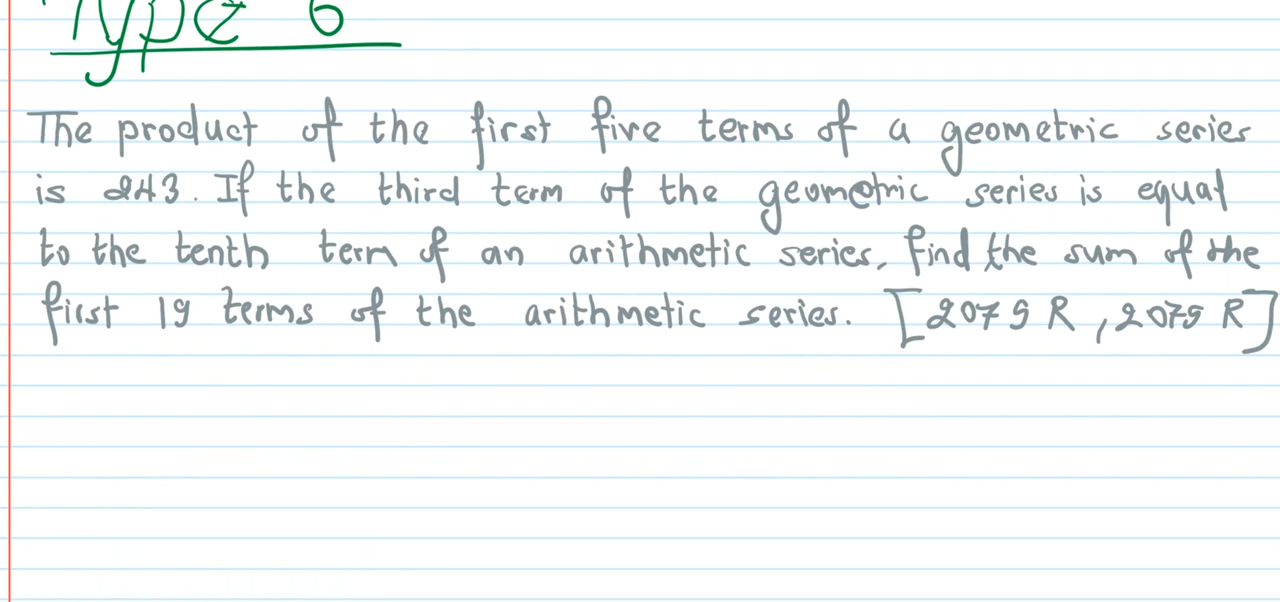 Type 6
The product of the first five terms of a geometric series
is 243. If the third term of the geometric series is equal
to the tenth term of an arithmetic series, find the sum of the
first 19 terms of the arithmetic series. [2079 R, 2075 R]